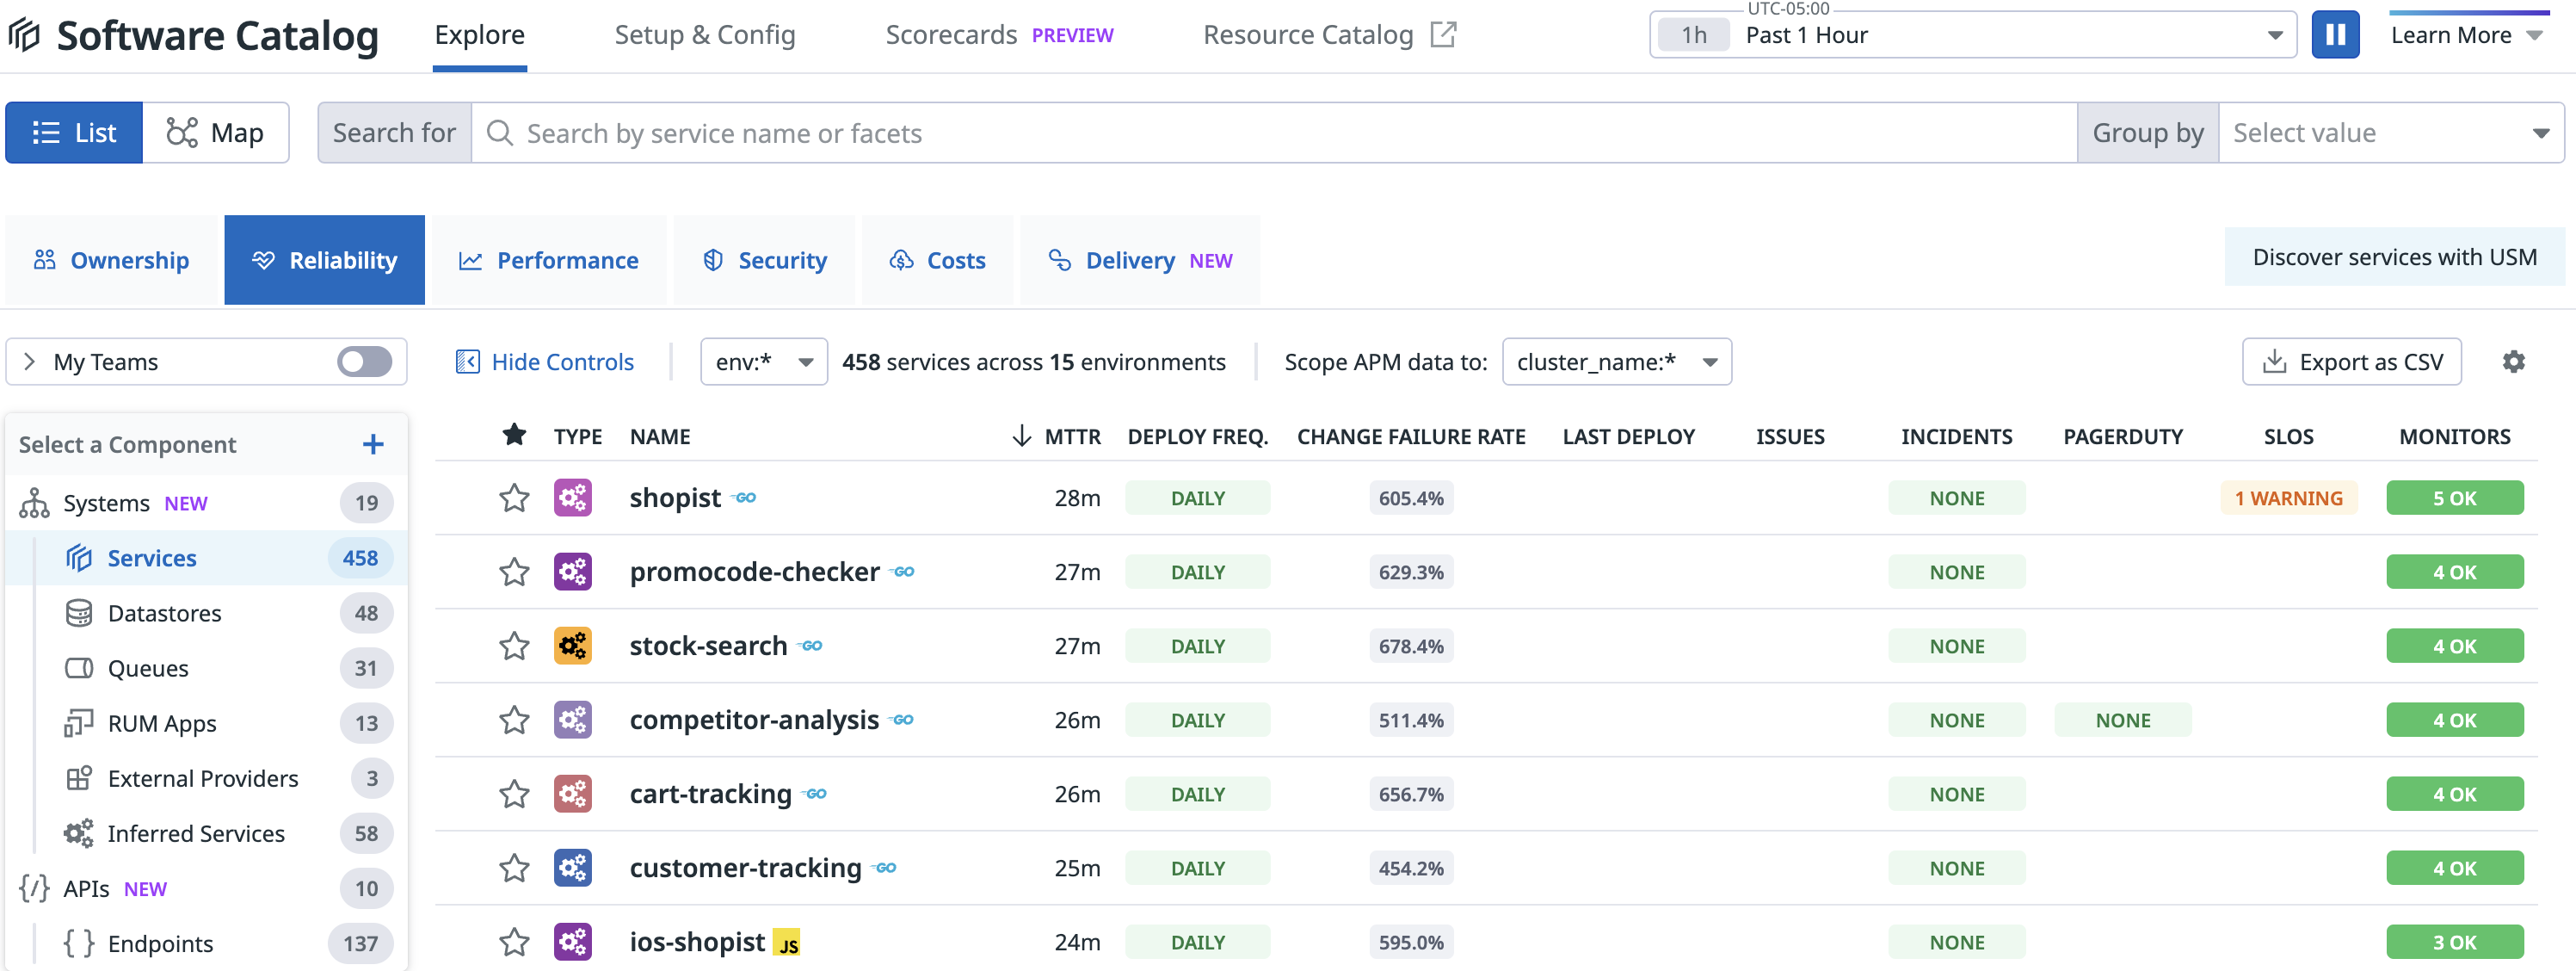 Software Catalog Explore Setup & Config Scorecards PREVIEW Resource Catalog UTC-05:00 1h Past 1 Hour Learn More
List Map Search for Search by service name or facets Group by Select value
Ownership Reliability Performance Security Costs Delivery NEW Discover services with USM
My Teams Hide Controls env:* 458 services across 15 environments Scope APM data to: cluster_name:* Export as CSV
Select a Component +
Systems NEW 19
Services 458
Datastores 48
Queues 31
RUM Apps 13
External Providers 3
Inferred Services 58
APIs NEW 10
Endpoints 137
TYPE NAME MTTR DEPLOY FREQ. CHANGE FAILURE RATE LAST DEPLOY ISSUES INCIDENTS PAGERDUTY SLOS MONITORS
shopist GO 28m DAILY 605.4% NONE 1 WARNING 5 OK
promocode-checker GO 27m DAILY 629.3% NONE 4 OK
stock-search GO 27m DAILY 678.4% NONE 4 OK
competitor-analysis GO 26m DAILY 511.4% NONE NONE 4 OK
cart-tracking GO 26m DAILY 656.7% NONE 4 OK
customer-tracking GO 25m DAILY 454.2% NONE 4 OK
ios-shopist JS 24m DAILY 595.0% NONE 3 OK